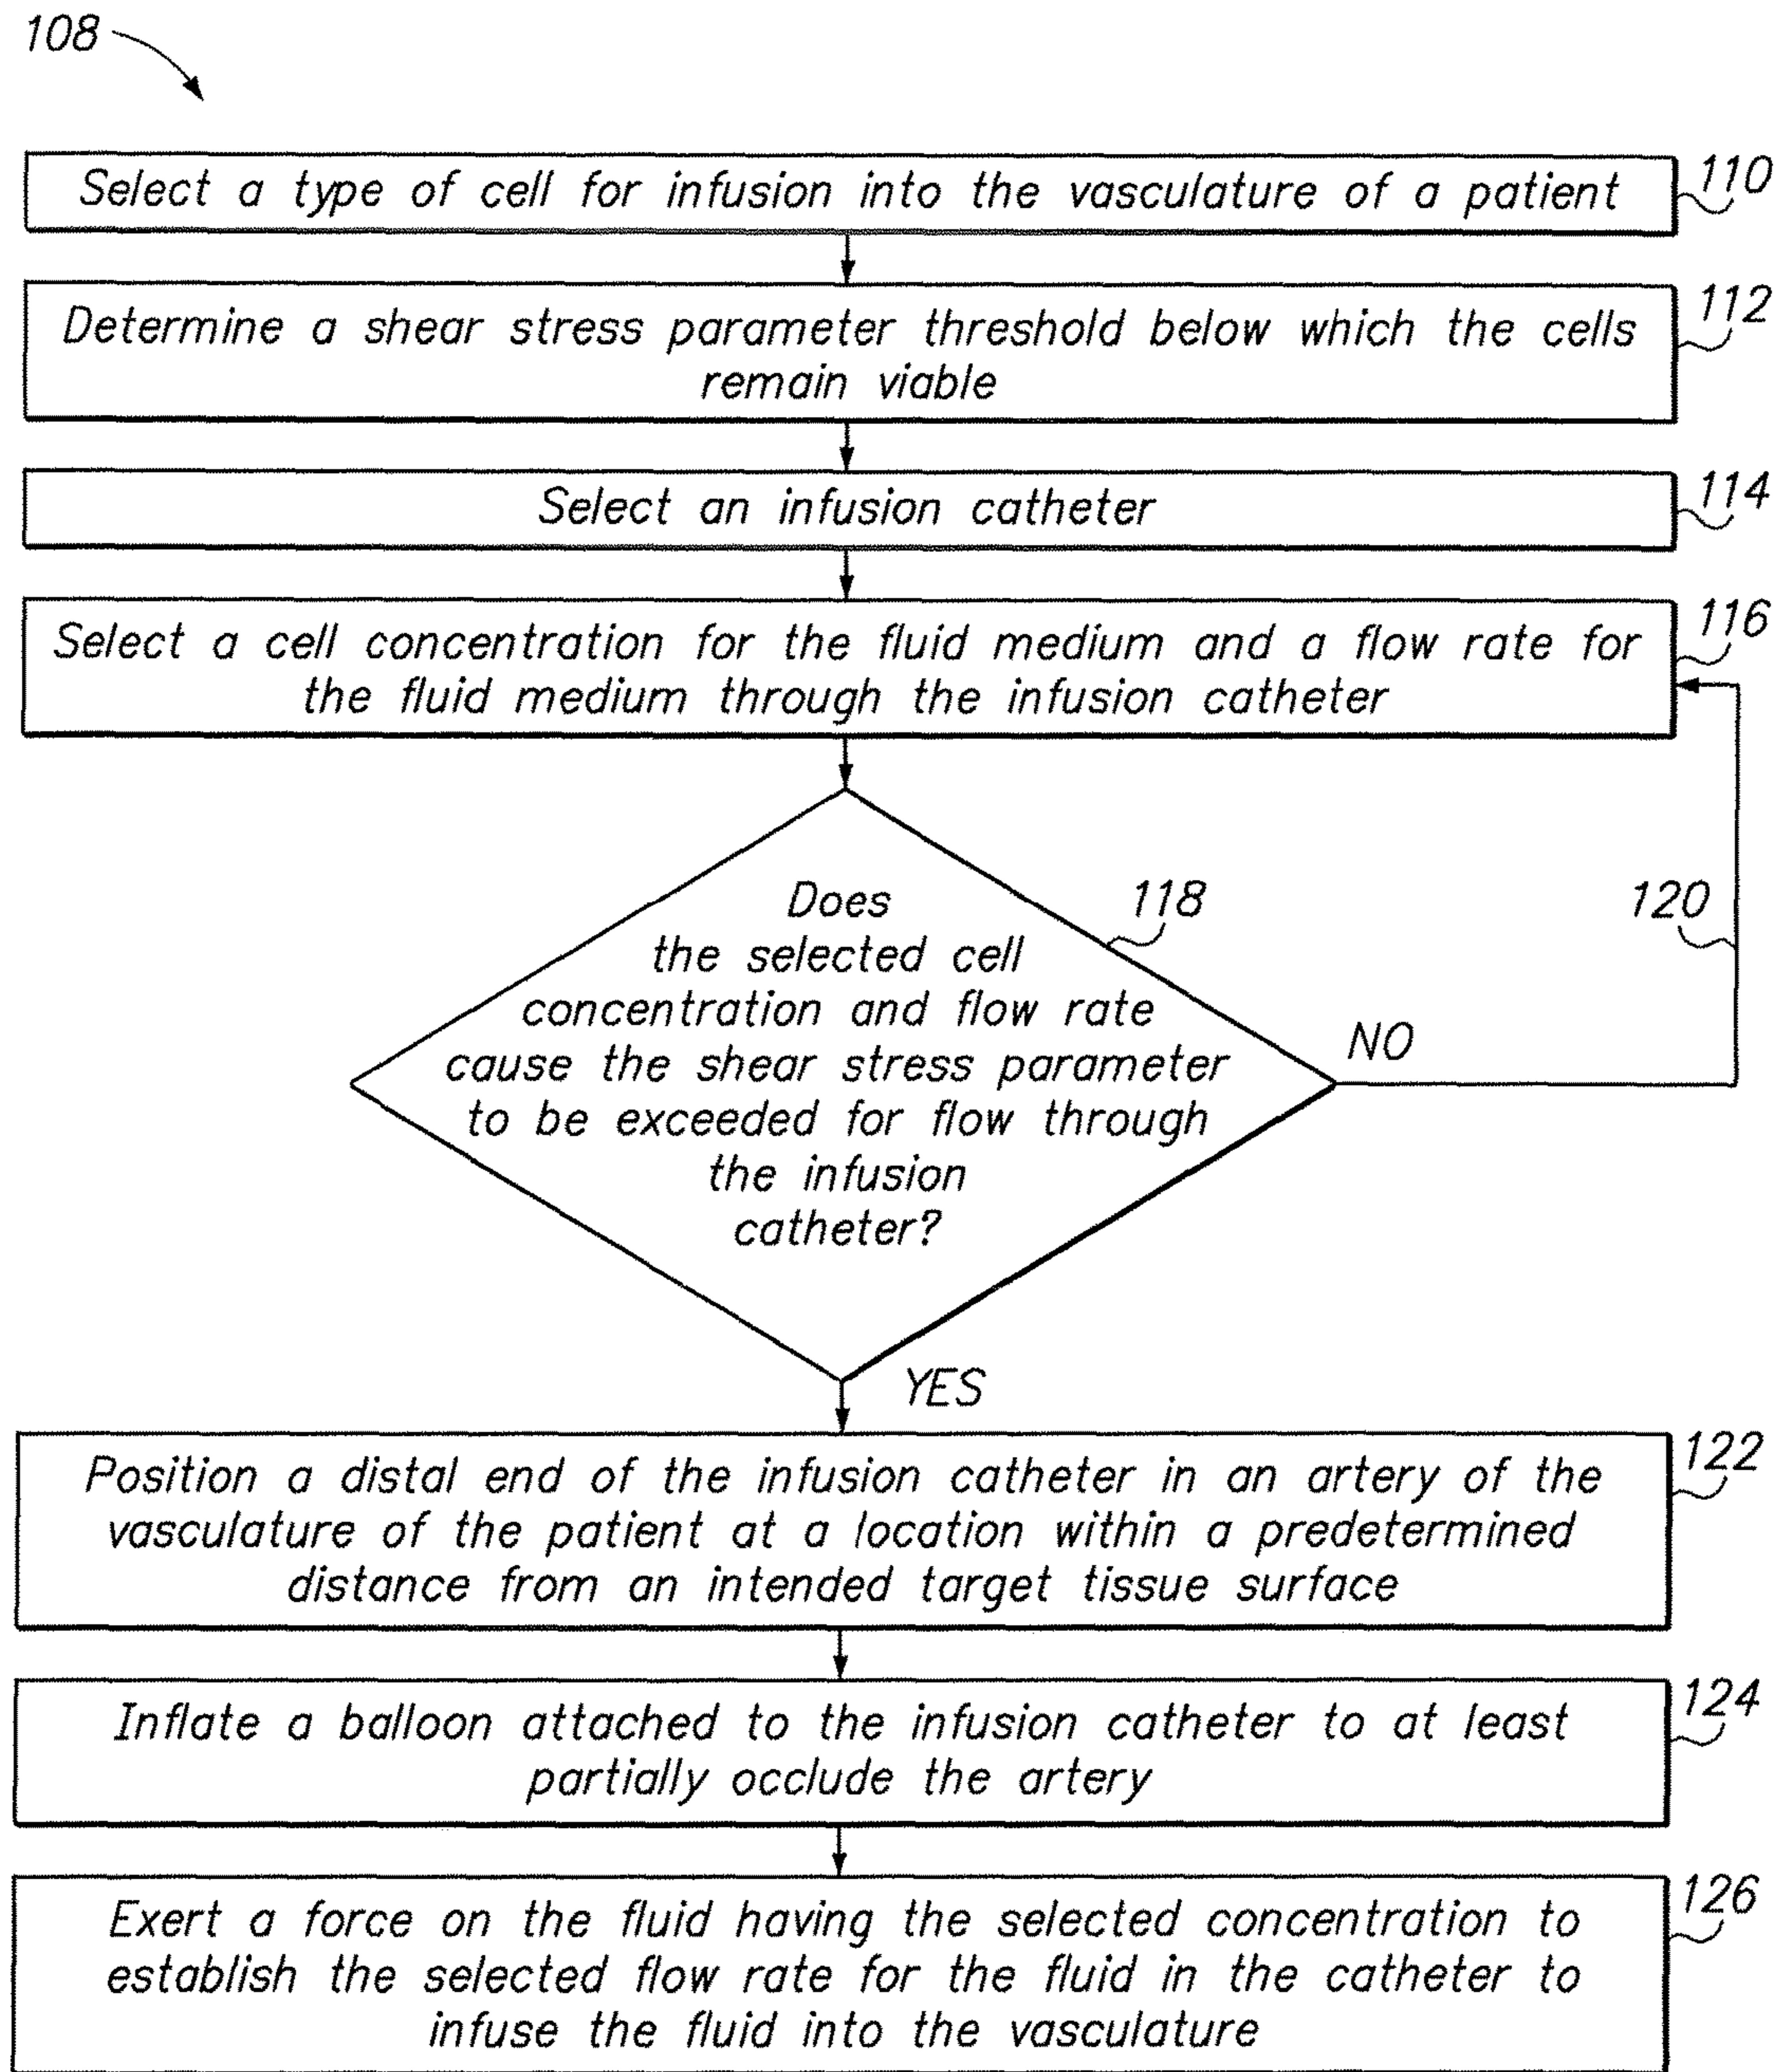 108
Select a type of cell for infusion into the vasculature of a patient
110
Determine a shear stress parameter threshold below which the cells
remain viable
112
Select an infusion catheter
114
Select a cell concentration for the fluid medium and a flow rate for
the fluid medium through the infusion catheter
116
Does
the selected cell
concentration and flow rate
cause the shear stress parameter
to be exceeded for flow through
the infusion
catheter?
118
NO
120
YES
Position a distal end of the infusion catheter in an artery of the
vasculature of the patient at a location within a predetermined
distance from an intended target tissue surface
122
Inflate a balloon attached to the infusion catheter to at least
partially occlude the artery
124
Exert a force on the fluid having the selected concentration to
establish the selected flow rate for the fluid in the catheter to
infuse the fluid into the vasculature
126